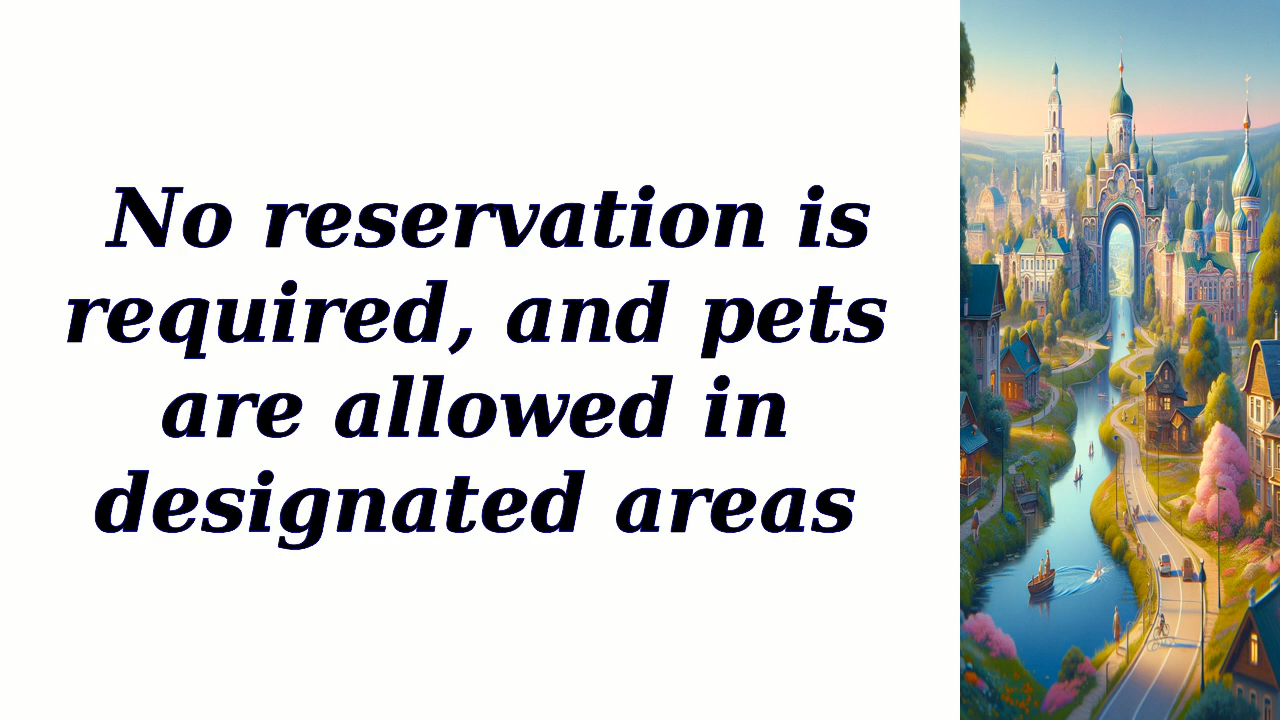 No reservation is
required, and pets
are allowed in
designated areas